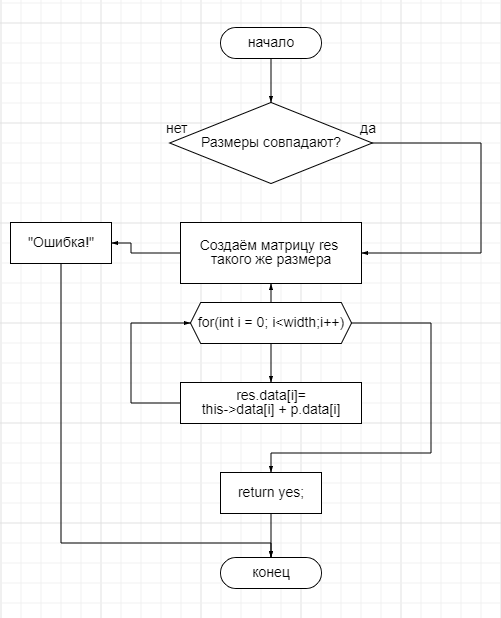 начало
нет
да
Размеры совпадают?
"Ошибка!"
Создаём матрицу res
такого же размера
for(int i = 0; i<width;i++)
res.data[i]=
this->data[i] + p.data[i]
return yes;
конец